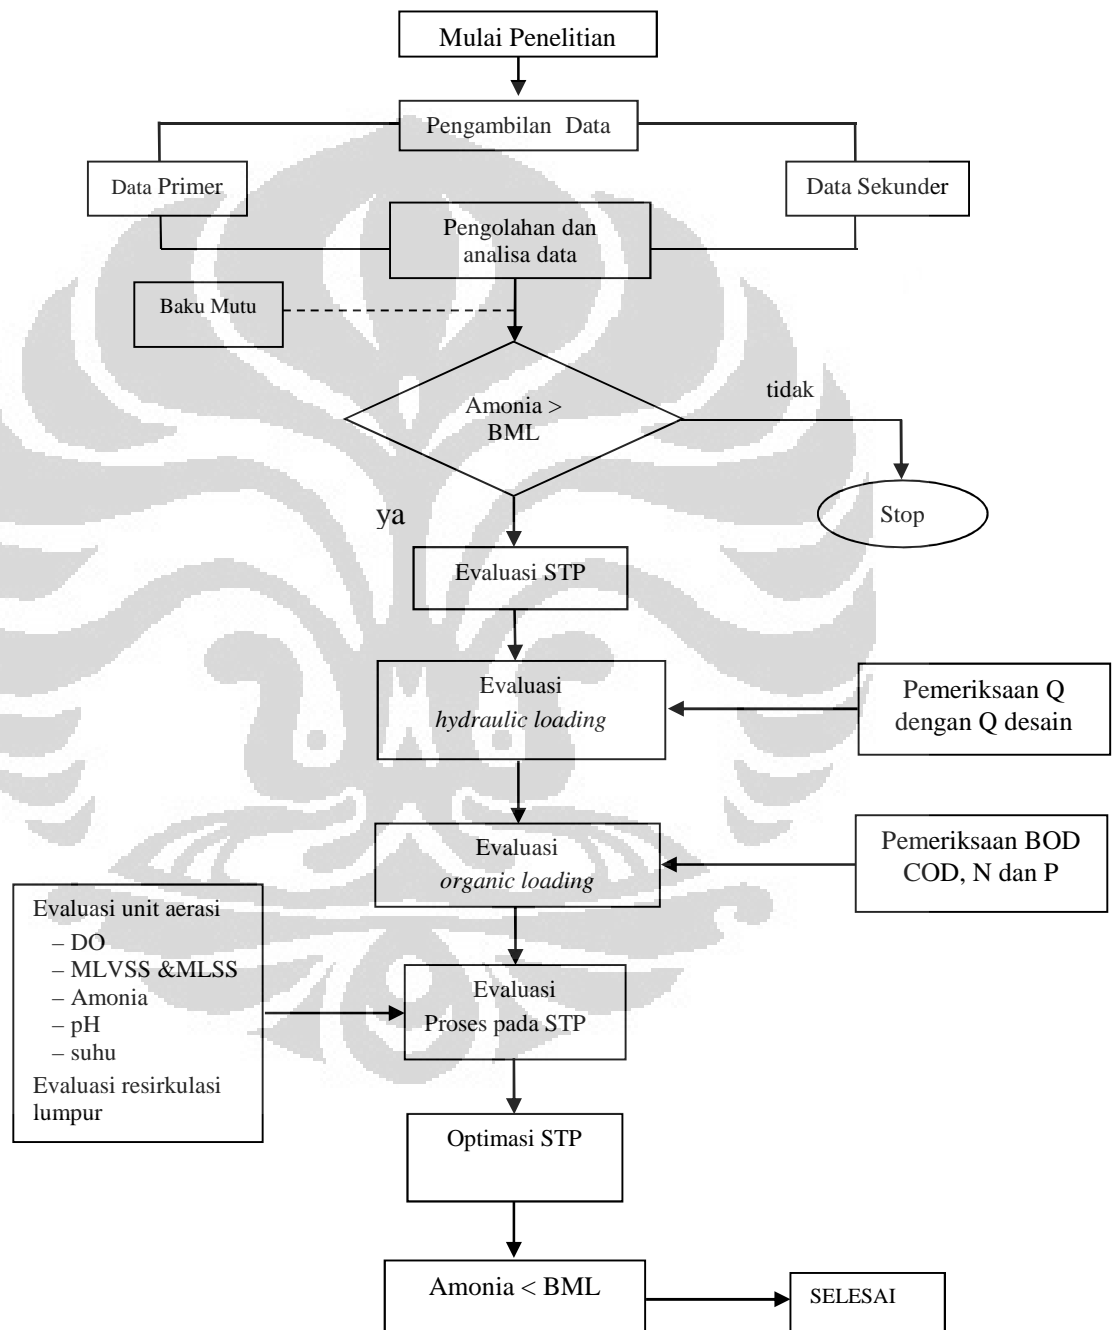 Mulai Penelitian
Pengambilan Data
Data Primer
Data Sekunder
Pengolahan dan
analisa data
Baku Mutu
Amonia >
BML
tidak
Stop
ya
Evaluasi STP
Evaluasi
hydraulic loading
Pemeriksaan Q
dengan Q desain
Evaluasi
organic loading
Pemeriksaan BOD
COD, N dan P
Evaluasi unit aerasi
– DO
– MLVSS &MLSS
– Amonia
– pH
– suhu
Evaluasi resirkulasi
lumpur
Evaluasi
Proses pada STP
Optimasi STP
Amonia < BML
SELESAI